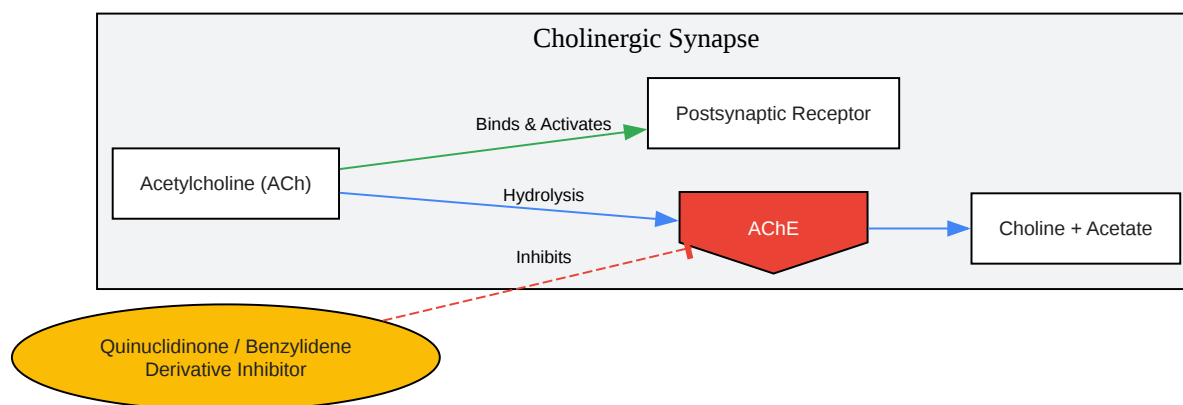 Cholinergic Synapse
Postsynaptic Receptor
Binds & Activates
Acetylcholine (ACh)
Hydrolysis
AChE
Choline + Acetate
Inhibits
Quinuclidinone / Benzylidene
Derivative Inhibitor